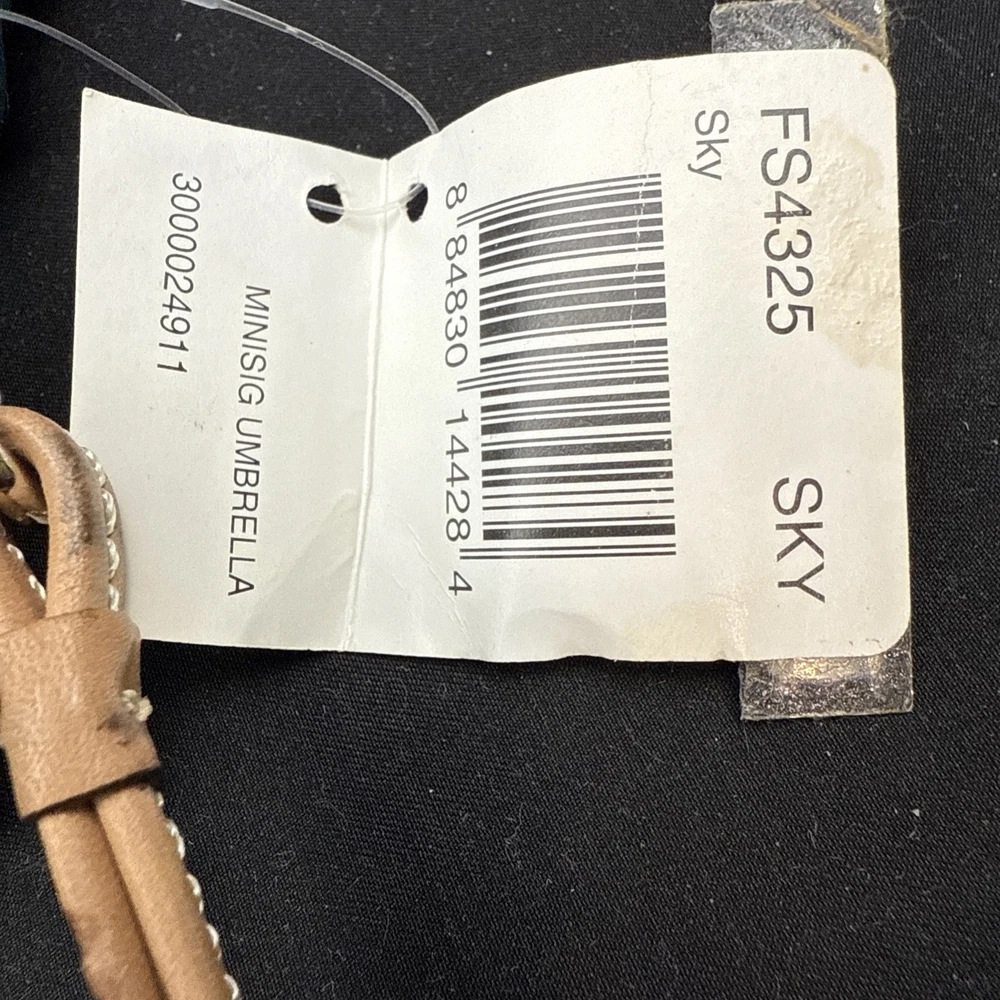 FS4325 SKY
Sky
8 84830 14428 4
MINISIG UMBRELLA
3000024911